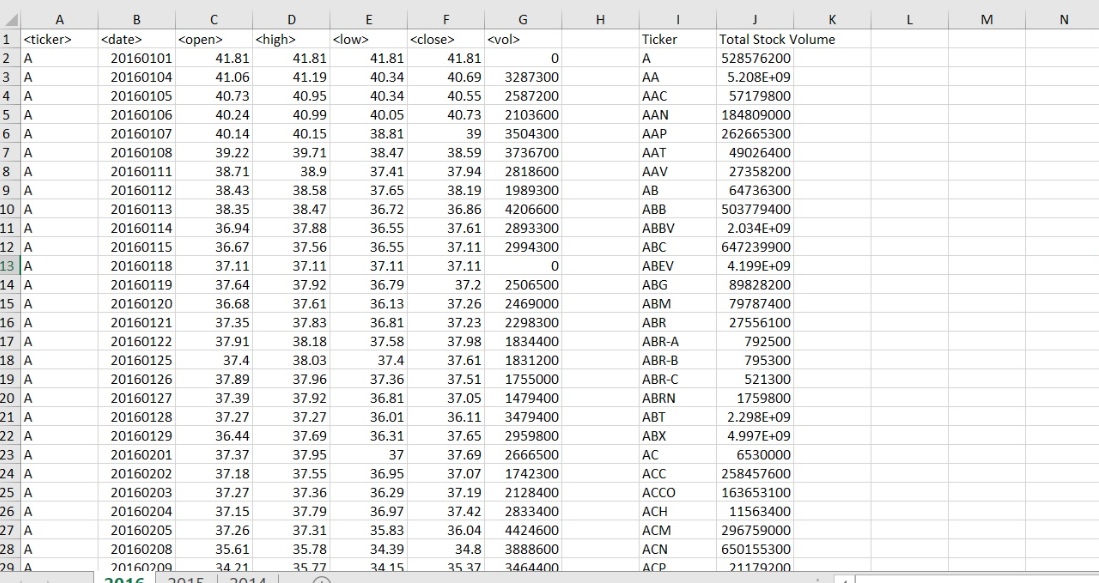 A B C D E F G H I J K L M N
1 <ticker> <date> <open> <high> <low> <close> <vol> Ticker Total Stock Volume
2 A 20160101 41.81 41.81 41.81 41.81 0 A 528576200
3 A 20160104 41.06 41.19 40.34 40.69 3287300 AA 5.208E+09
4 A 20160105 40.73 40.95 40.34 40.55 2587200 AAC 57179800
5 A 20160106 40.24 40.99 40.05 40.73 2103600 AAN 184809000
6 A 20160107 40.14 40.15 38.81 39 3504300 AAP 262665300
7 A 20160108 39.22 39.71 38.47 38.59 3736700 AAT 49026400
8 A 20160111 38.71 38.9 37.41 37.94 2818600 AAV 27358200
9 A 20160112 38.43 38.58 37.65 38.19 1989300 AB 64736300
10 A 20160113 38.35 38.47 36.72 36.86 4206600 ABB 503779400
11 A 20160114 36.94 37.88 36.55 37.61 2893300 ABBV 2.034E+09
12 A 20160115 36.67 37.56 36.55 37.11 2994300 ABC 647239900
13 A 20160118 37.11 37.11 37.11 37.11 0 ABEV 4.199E+09
14 A 20160119 37.64 37.92 36.79 37.2 2506500 ABG 89828200
15 A 20160120 36.68 37.61 36.13 37.26 2469000 ABM 79787400
16 A 20160121 37.35 37.83 36.81 37.23 2298300 ABR 27556100
17 A 20160122 37.91 38.18 37.58 37.98 1834400 ABR-A 792500
18 A 20160125 37.4 38.03 37.4 37.61 1831200 ABR-B 795300
19 A 20160126 37.89 37.96 37.36 37.51 1755000 ABR-C 521300
20 A 20160127 37.39 37.92 36.81 37.05 1479400 ABRN 1759800
21 A 20160128 37.27 37.27 36.01 36.11 3479400 ABT 2.298E+09
22 A 20160129 36.44 37.69 36.31 37.65 2959800 ABX 4.997E+09
23 A 20160201 37.37 37.95 37 37.69 2666500 AC 6530000
24 A 20160202 37.18 37.55 36.95 37.07 1742300 ACC 258457600
25 A 20160203 37.27 37.36 36.29 37.19 2128400 ACCO 163653100
26 A 20160204 37.15 37.79 36.97 37.42 2833400 ACH 11563400
27 A 20160205 37.26 37.31 35.83 36.04 4424600 ACM 296759000
28 A 20160208 35.61 35.78 34.39 34.8 3888600 ACN 650155300
29 A 20160209 34.21 35.77 34.15 35.37 3464400 ACP 21179200
2016 2015 2014